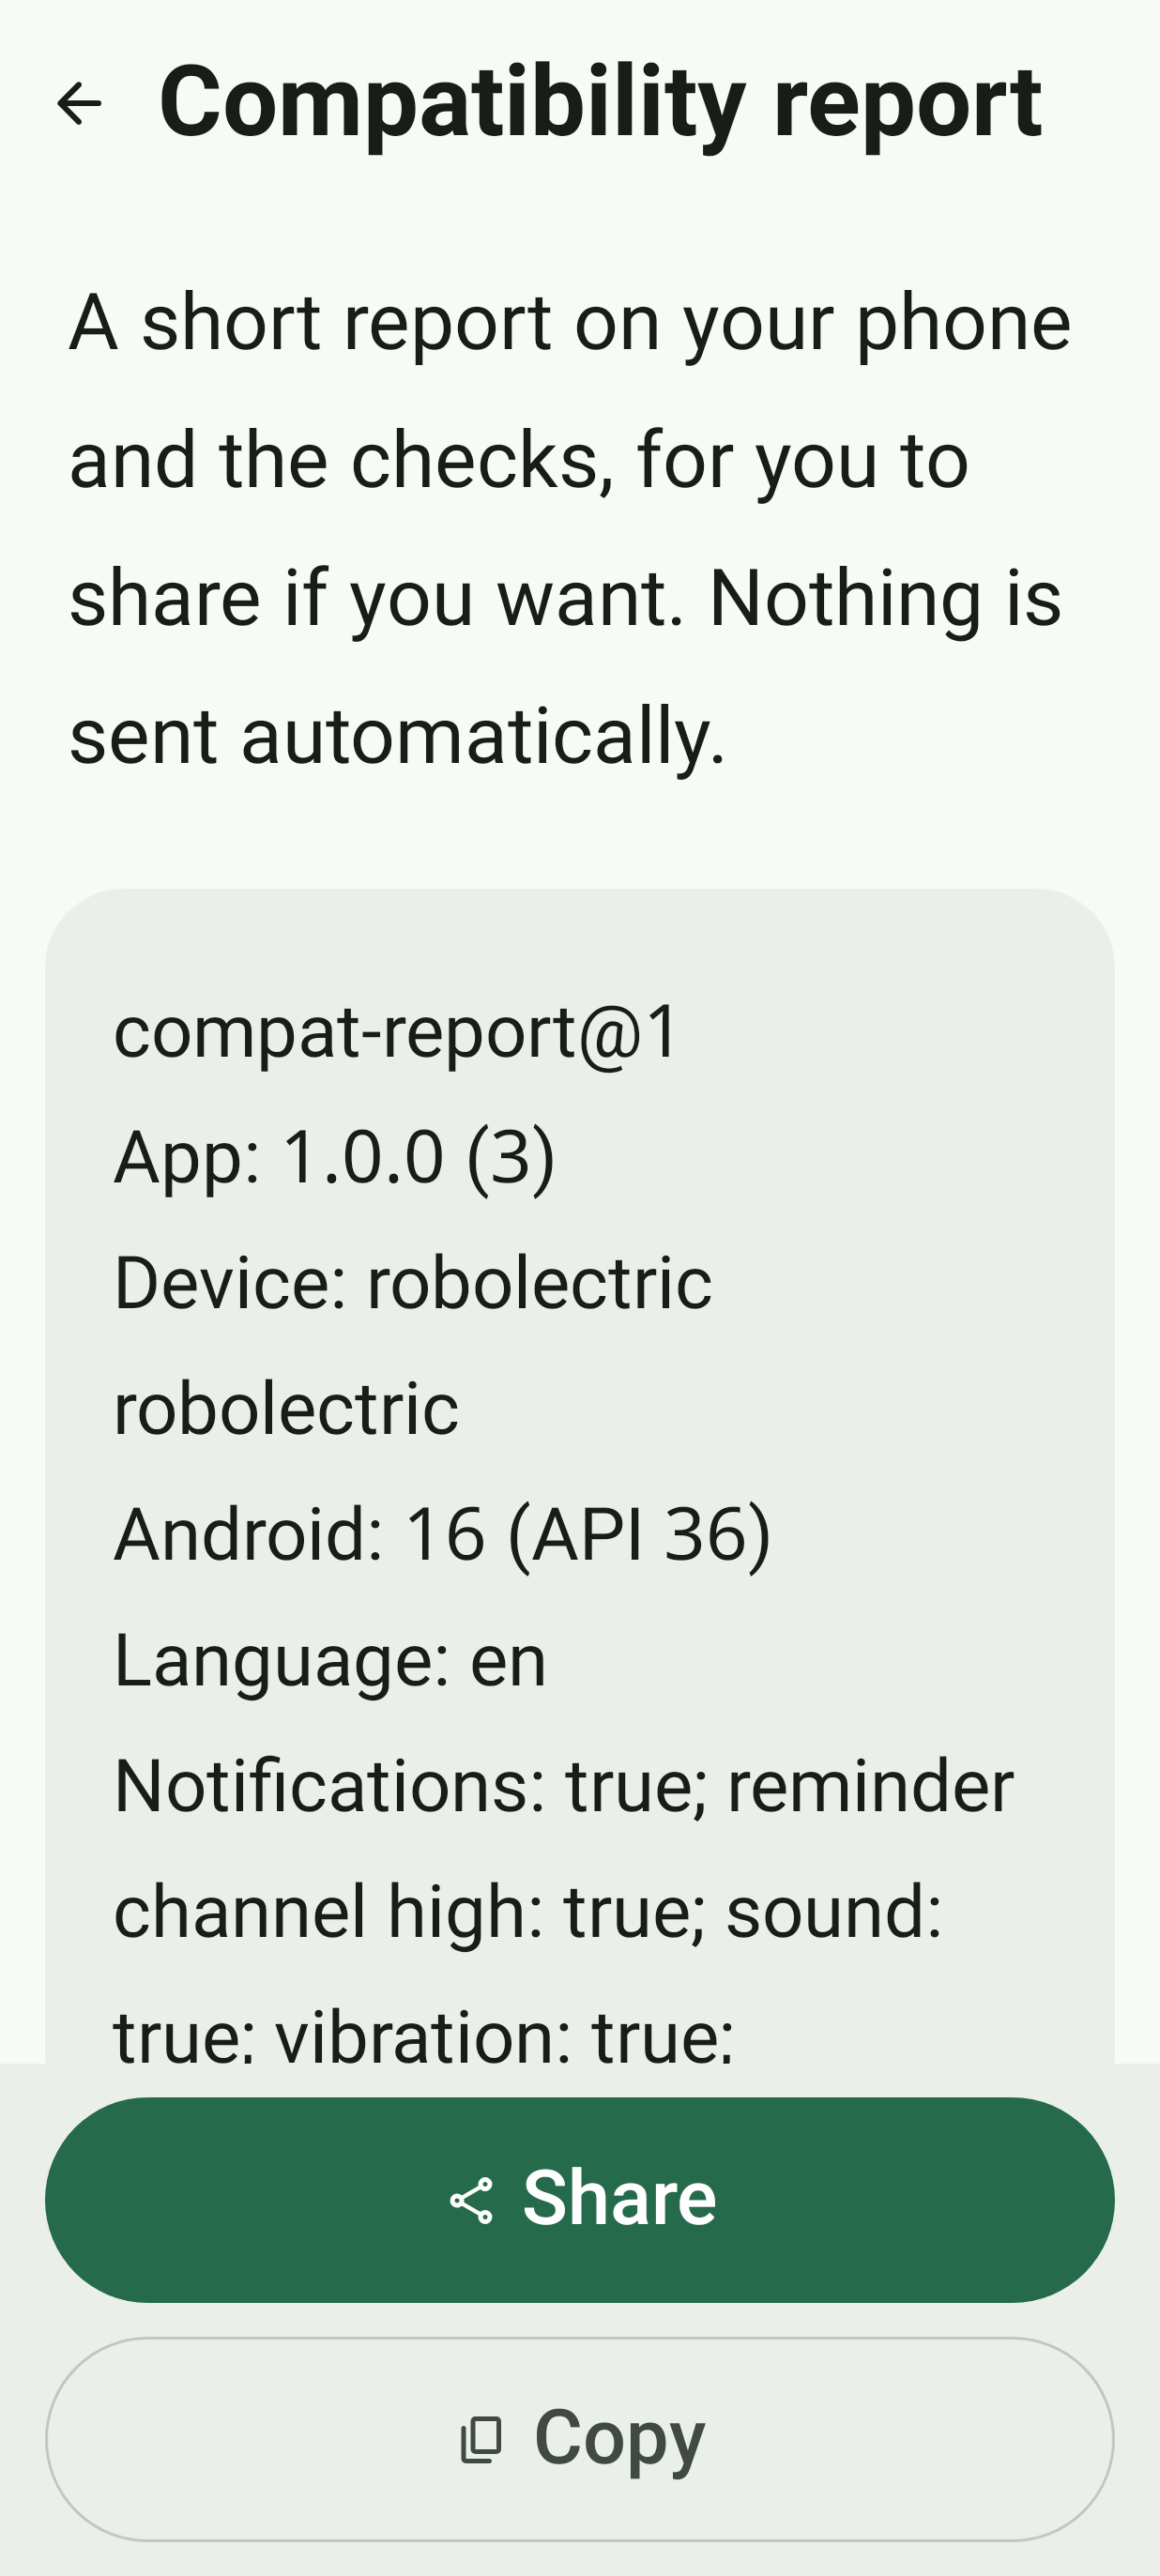 Compatibility report
A short report on your phone
and the checks, for you to
share if you want. Nothing is
sent automatically.
compat-report@1
App: 1.0.0 (3)
Device: robolectric
robolectric
Android: 16 (API 36)
Language: en
Notifications: true; reminder
channel high: true; sound:
true; vibration: true;
Share
Copy